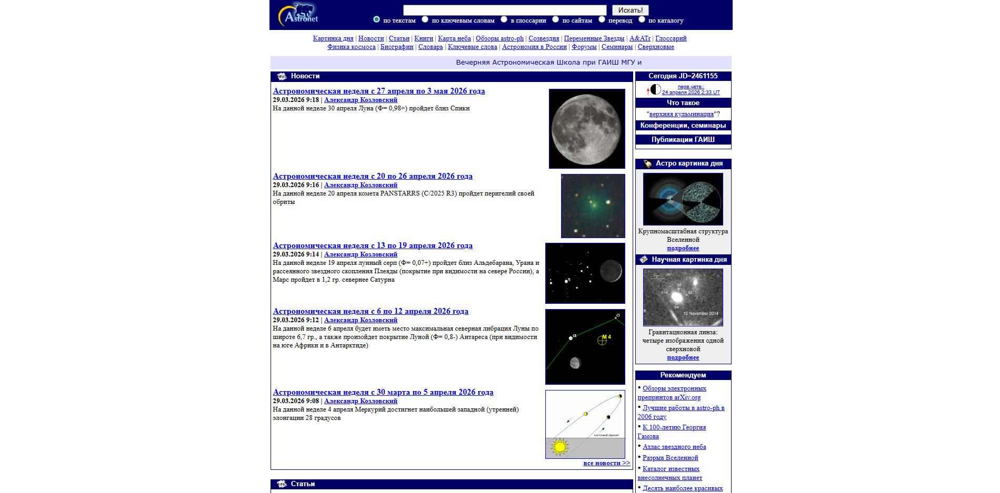 Astronet
Искать!
по текстам по ключевым словам в глоссарии по сайтам перевод по каталогу
Картинка дня | Новости | Статьи | Книги | Карта неба | Обзоры astro-ph | Созвездия | Переменные Звезды | A&ATr | Глоссарий
Физика космоса | Биографии | Словарь | Ключевые слова | Астрономия в России | Форумы | Семинары | Сверхновые
Вечерняя Астрономическая Школа при ГАИШ МГУ и
NEWS Новости
Астрономическая неделя с 27 апреля по 3 мая 2026 года
29.03.2026 9:18 | Александр Козловский
На данной неделе 30 апреля Луна (Ф= 0,98+) пройдет близ Спики
Астрономическая неделя с 20 по 26 апреля 2026 года
29.03.2026 9:16 | Александр Козловский
На данной неделе 20 апреля комета PANSTARRS (C/2025 R3) пройдет перигелий своей
обриты
Астрономическая неделя с 13 по 19 апреля 2026 года
29.03.2026 9:14 | Александр Козловский
На данной неделе 19 апреля лунный серп (Ф= 0,07+) пройдет близ Альдебарана, Урана и
рассеянного звездного скопления Плеяды (покрытие при видимости на севере России), а
Марс пройдет в 1,2 гр. севернее Сатурна
η
Астрономическая неделя с 6 по 12 апреля 2026 года
29.03.2026 9:12 | Александр Козловский
На данной неделе 6 апреля будет иметь место максимальная северная либрация Луны по
широте 6,7 гр., а также произойдет покрытие Луной (Ф= 0,8-) Антареса (при видимости
на юге Африки и в Антарктиде)
σ
α
M 4
Астрономическая неделя с 30 марта по 5 апреля 2026 года
29.03.2026 9:08 | Александр Козловский
На данной неделе 4 апреля Меркурий достигнет наибольшей западной (утренней)
элонгации 28 градусов
восточный горизонт
все новости >>
Статьи
Сегодня JD=2461155
перв.четв.:
24 апреля 2026 2:33 UT
Что такое
"верхняя кульминация"?
Конференции, семинары
Публикации ГАИШ
Астро картинка дня
Крупномасштабная структура
Вселенной
подробнее
Научная картинка дня
2"
S2
S1
S3
S4
10 November 2014
Гравитационная линза:
четыре изображения одной
сверхновой
подробнее
Рекомендуем
• Обзоры электронных
препринтов arXiv.org
• Лучшие работы в astro-ph в
2006 году
• К 100-летию Георгия
Гамова
• Атлас звездного неба
• Разрыв Вселенной
• Каталог известных
внесолнечных планет
• Десять наиболее красивых